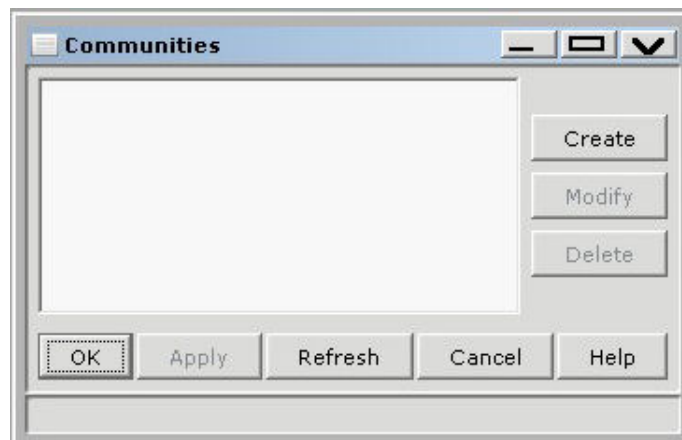 Communities
Create
Modify
Delete
OK Apply Refresh Cancel Help